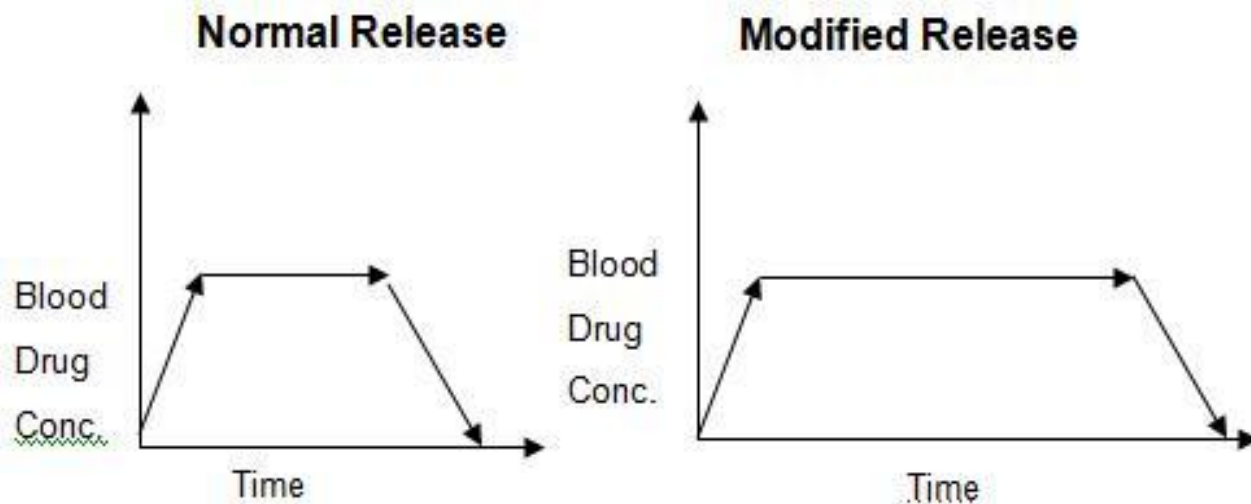 Normal Release
Modified Release
Blood
Drug
Conc.
Time
Blood
Drug
Conc.
Time